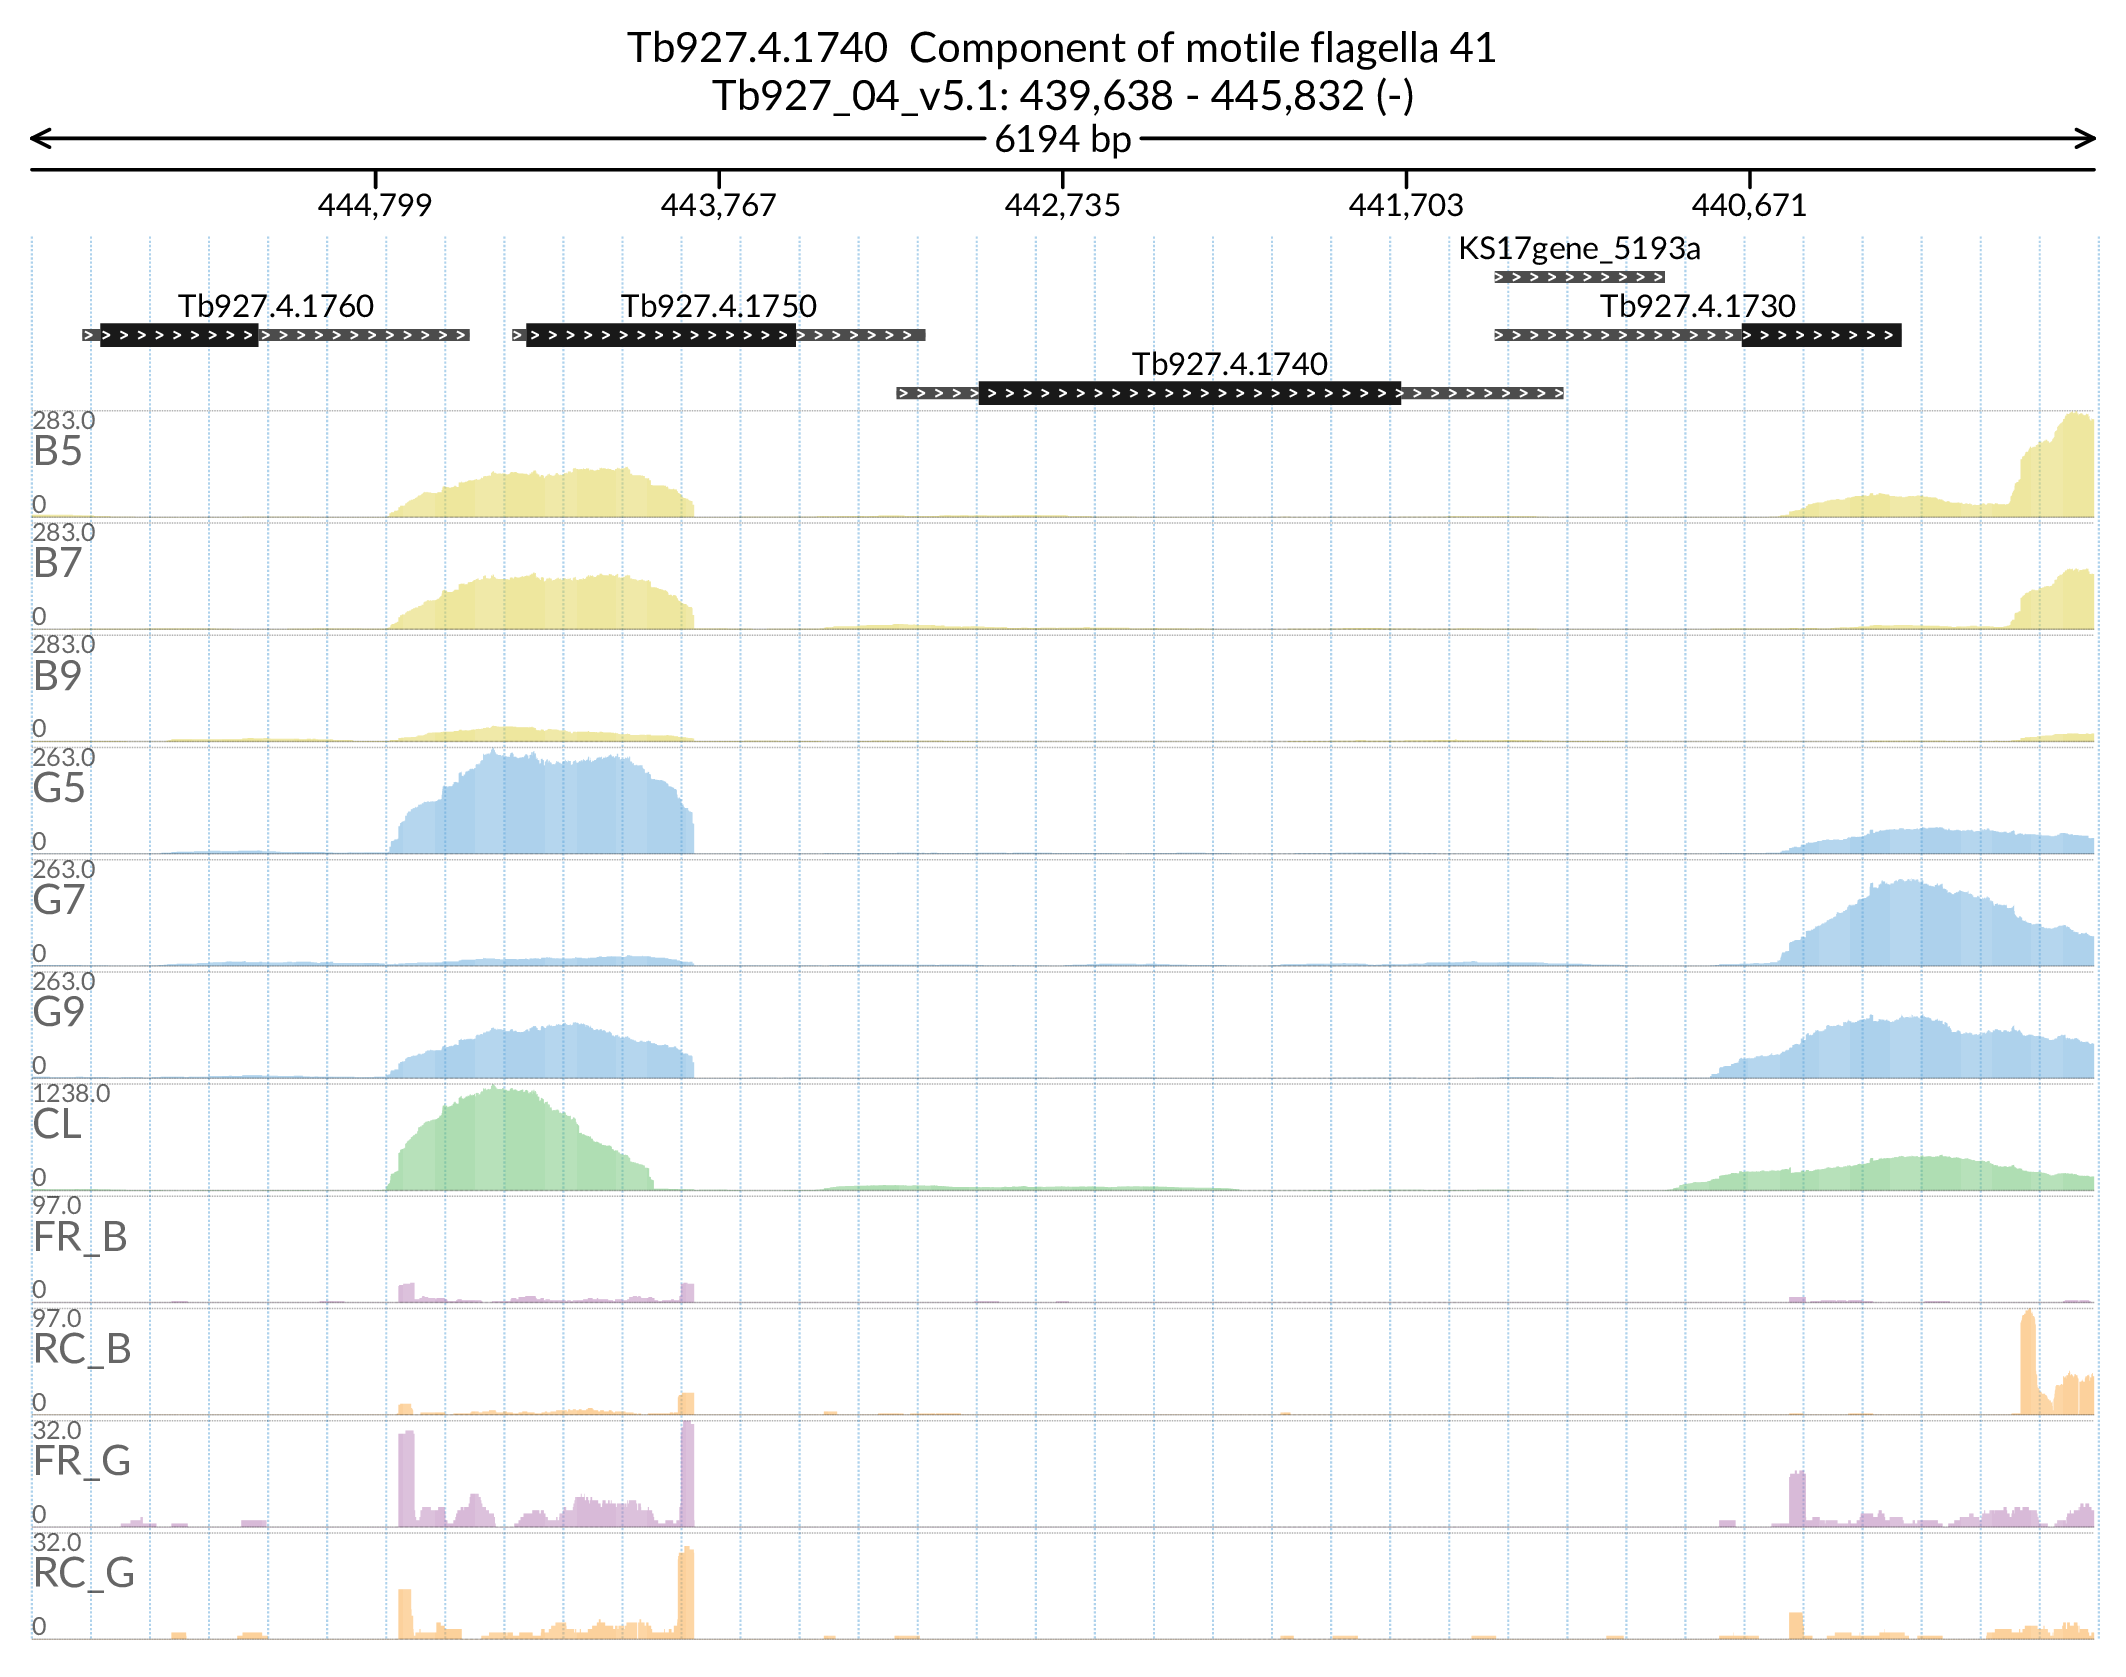 Tb927.4.1740  Component of motile flagella 41
Tb927_04_v5.1: 439,638 - 445,832 (-)
6194 bp
444,799 443,767 442,735 441,703 440,671
KS17gene_5193a
Tb927.4.1760 Tb927.4.1750 Tb927.4.1730
Tb927.4.1740
283.0
B5
0
283.0
B7
0
283.0
B9
0
263.0
G5
0
263.0
G7
0
263.0
G9
0
1238.0
CL
0
97.0
FR_B
0
97.0
RC_B
0
32.0
FR_G
0
32.0
RC_G
0